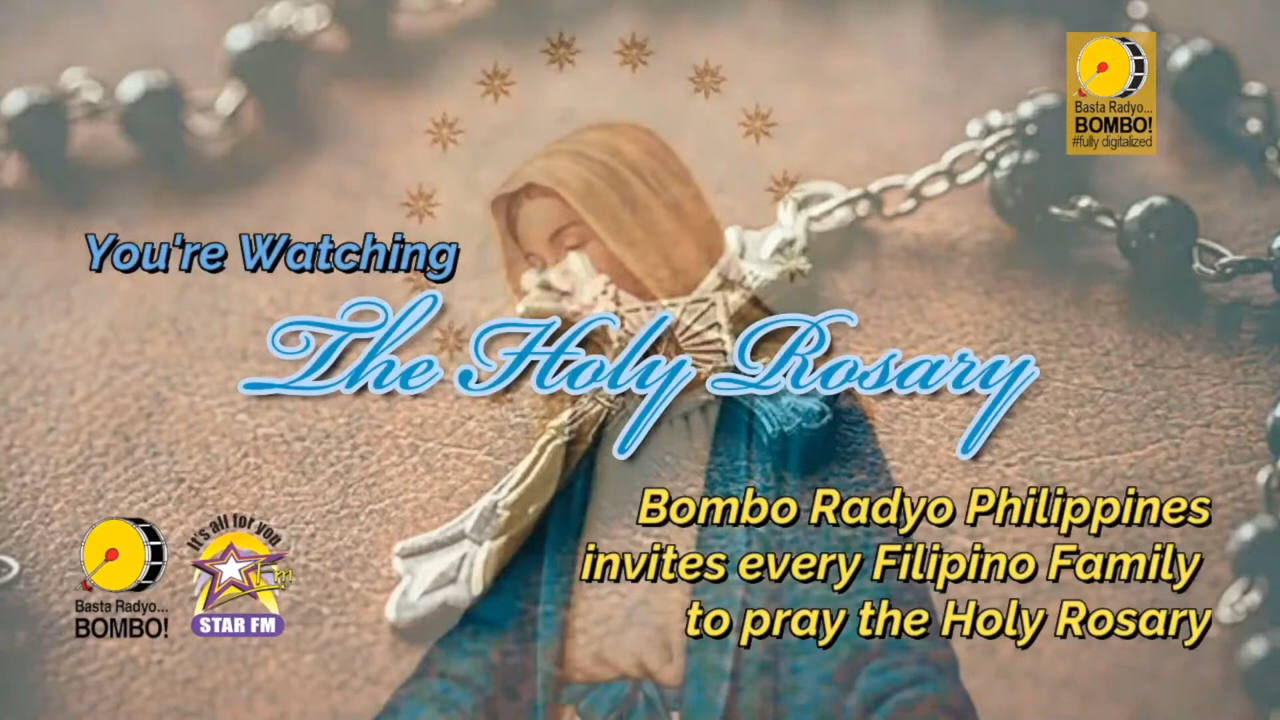 Basta Radyo...
BOMBO!
#fully digitalized
You're Watching
The Holy Rosary
Bombo Radyo Philippines
invites every Filipino Family
to pray the Holy Rosary
Basta Radyo...
BOMBO!
It's all for you
Fm
STAR FM